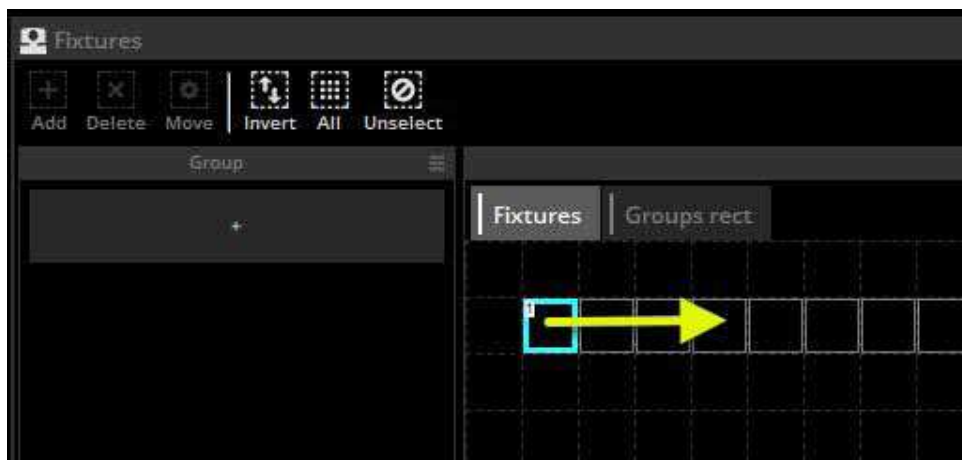 Fixtures
Add Delete Move Invert All Unselect
Group
+
Fixtures Groups rect
1